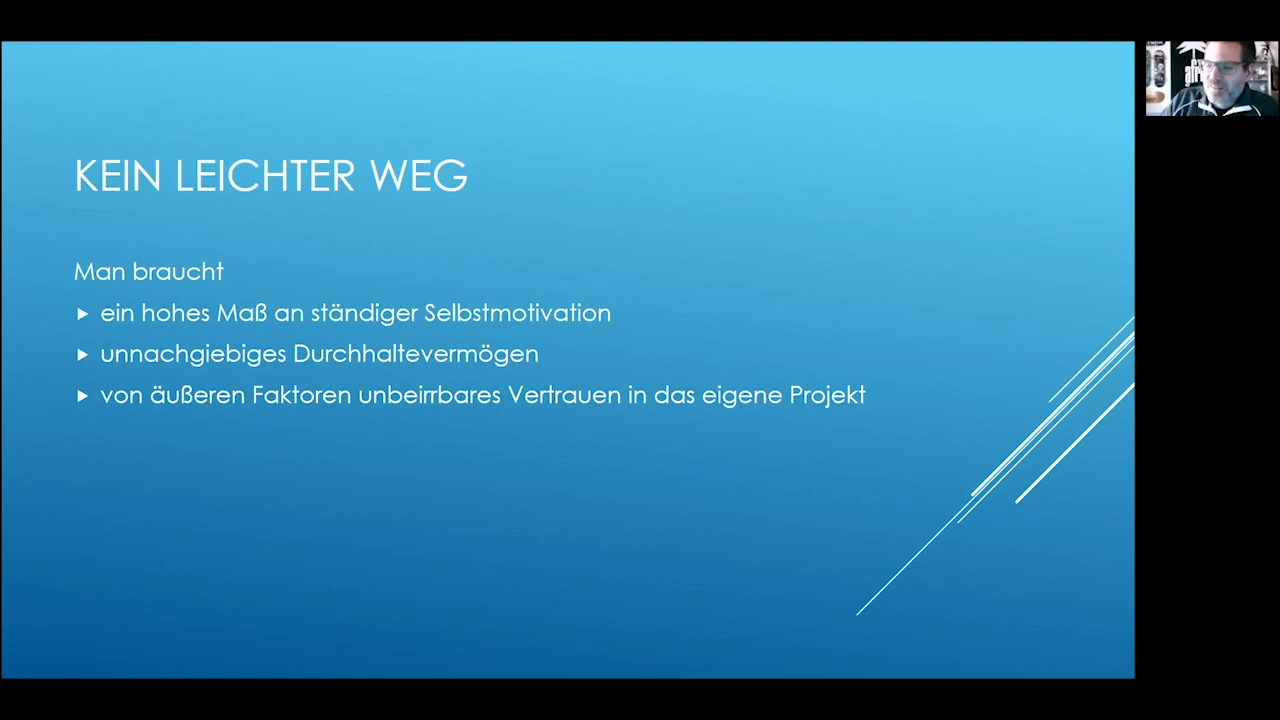 KEIN LEICHTER WEG
Man braucht
ein hohes Maß an ständiger Selbstmotivation
unnachgiebiges Durchhaltevermögen
von äußeren Faktoren unbeirrbares Vertrauen in das eigene Projekt